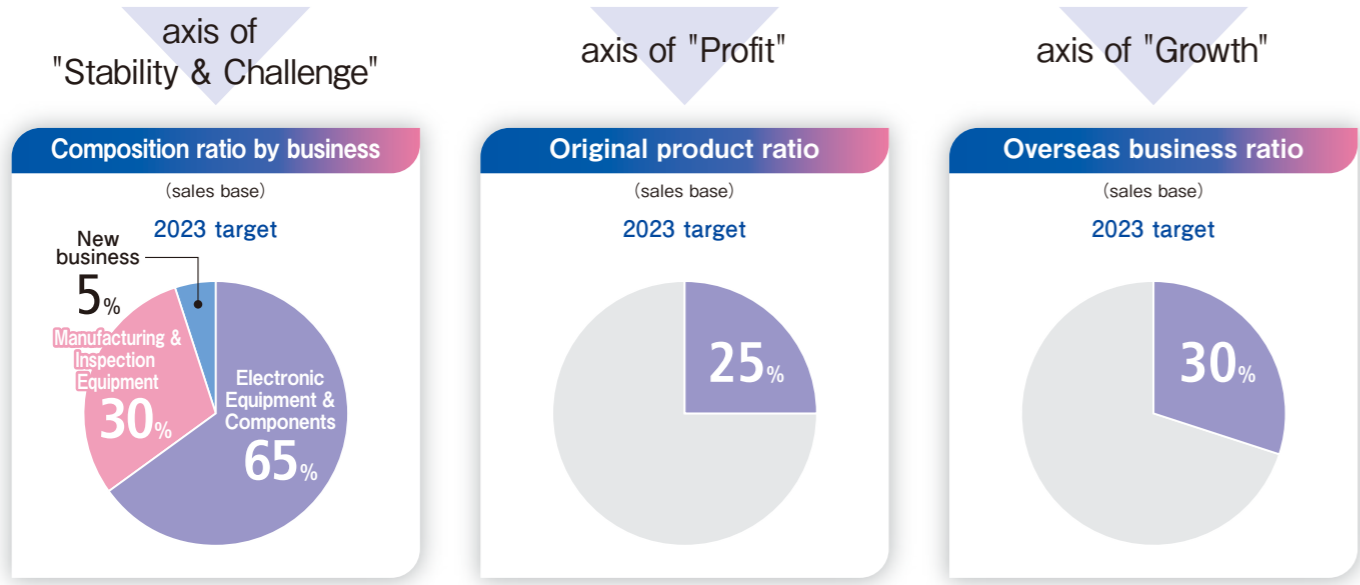 axis of
"Stability & Challenge"
Composition ratio by business
(sales base)
2023 target
New
business
5%
Manufacturing &
Inspection
Equipment
30%
Electronic
Equipment &
Components
65%
axis of "Profit"
Original product ratio
(sales base)
2023 target
25%
axis of "Growth"
Overseas business ratio
(sales base)
2023 target
30%